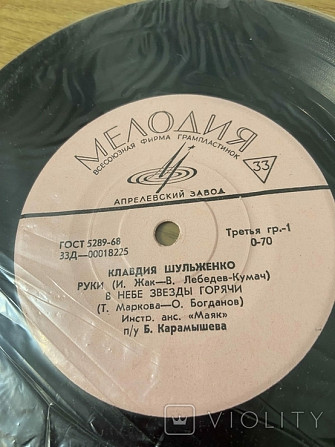 МЕЛОДИЯ
ВСЕСОЮЗНАЯ ФИРМА ГРАМПЛАСТИНОК
33
АПРЕЛЕВСКИЙ ЗАВОД
ГОСТ 5289-68
33Д—00018225
Третья гр.-1
0-70
КЛАВДИЯ ШУЛЬЖЕНКО
РУКИ (И. Жак—В. Лебедев-Кумач)
В НЕБЕ ЗВЕЗДЫ ГОРЯЧИ
(Т. Маркова—О. Богданов)
Инстр. анс. «Маяк»
п/у Б. Карамышева
VIOLITY